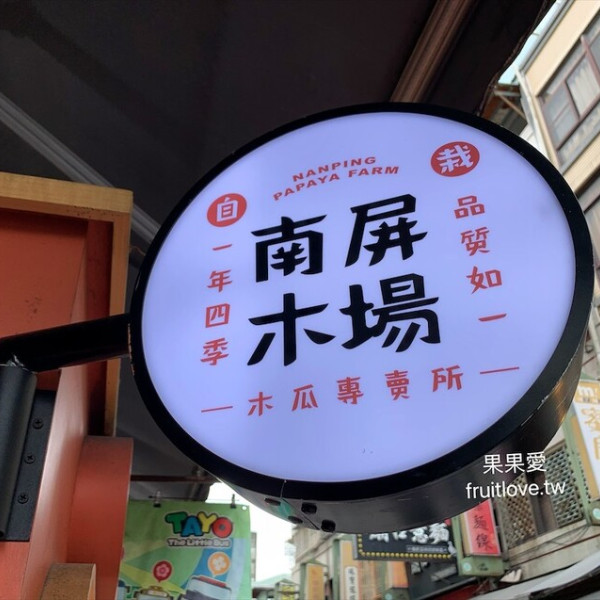 NANPING
PAPAYA FARM
自
栽
南屏
木場
一年四季
品質如一
木瓜專賣所
果果愛
fruitlove.tw
TAYO
The Little Bus